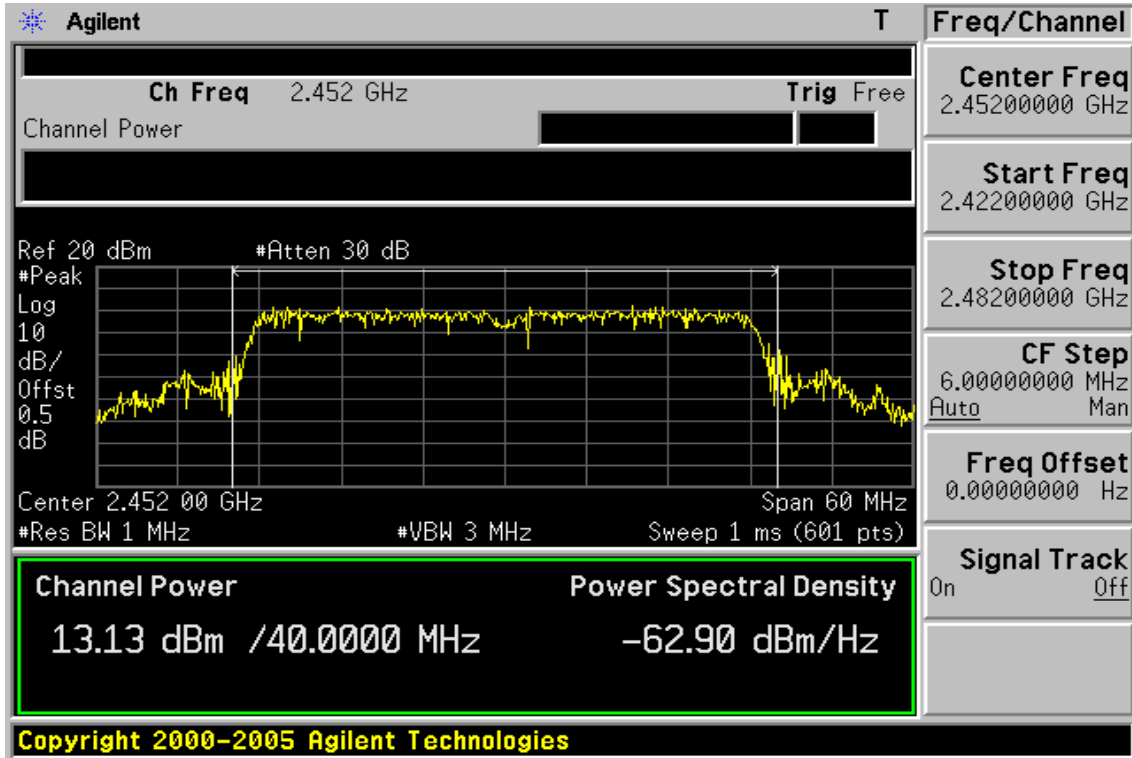 Agilent T Freq/Channel
Ch Freq 2.452 GHz Trig Free
Channel Power
Ref 20 dBm #Atten 30 dB
#Peak
Log
10
dB/
Offst
0.5
dB
Center 2.452 00 GHz Span 60 MHz
#Res BW 1 MHz #VBW 3 MHz Sweep 1 ms (601 pts)
Channel Power Power Spectral Density
13.13 dBm /40.0000 MHz -62.90 dBm/Hz
Center Freq
2.45200000 GHz
Start Freq
2.42200000 GHz
Stop Freq
2.48200000 GHz
CF Step
6.00000000 MHz
Auto Man
Freq Offset
0.00000000 Hz
Signal Track
On Off
Copyright 2000-2005 Agilent Technologies